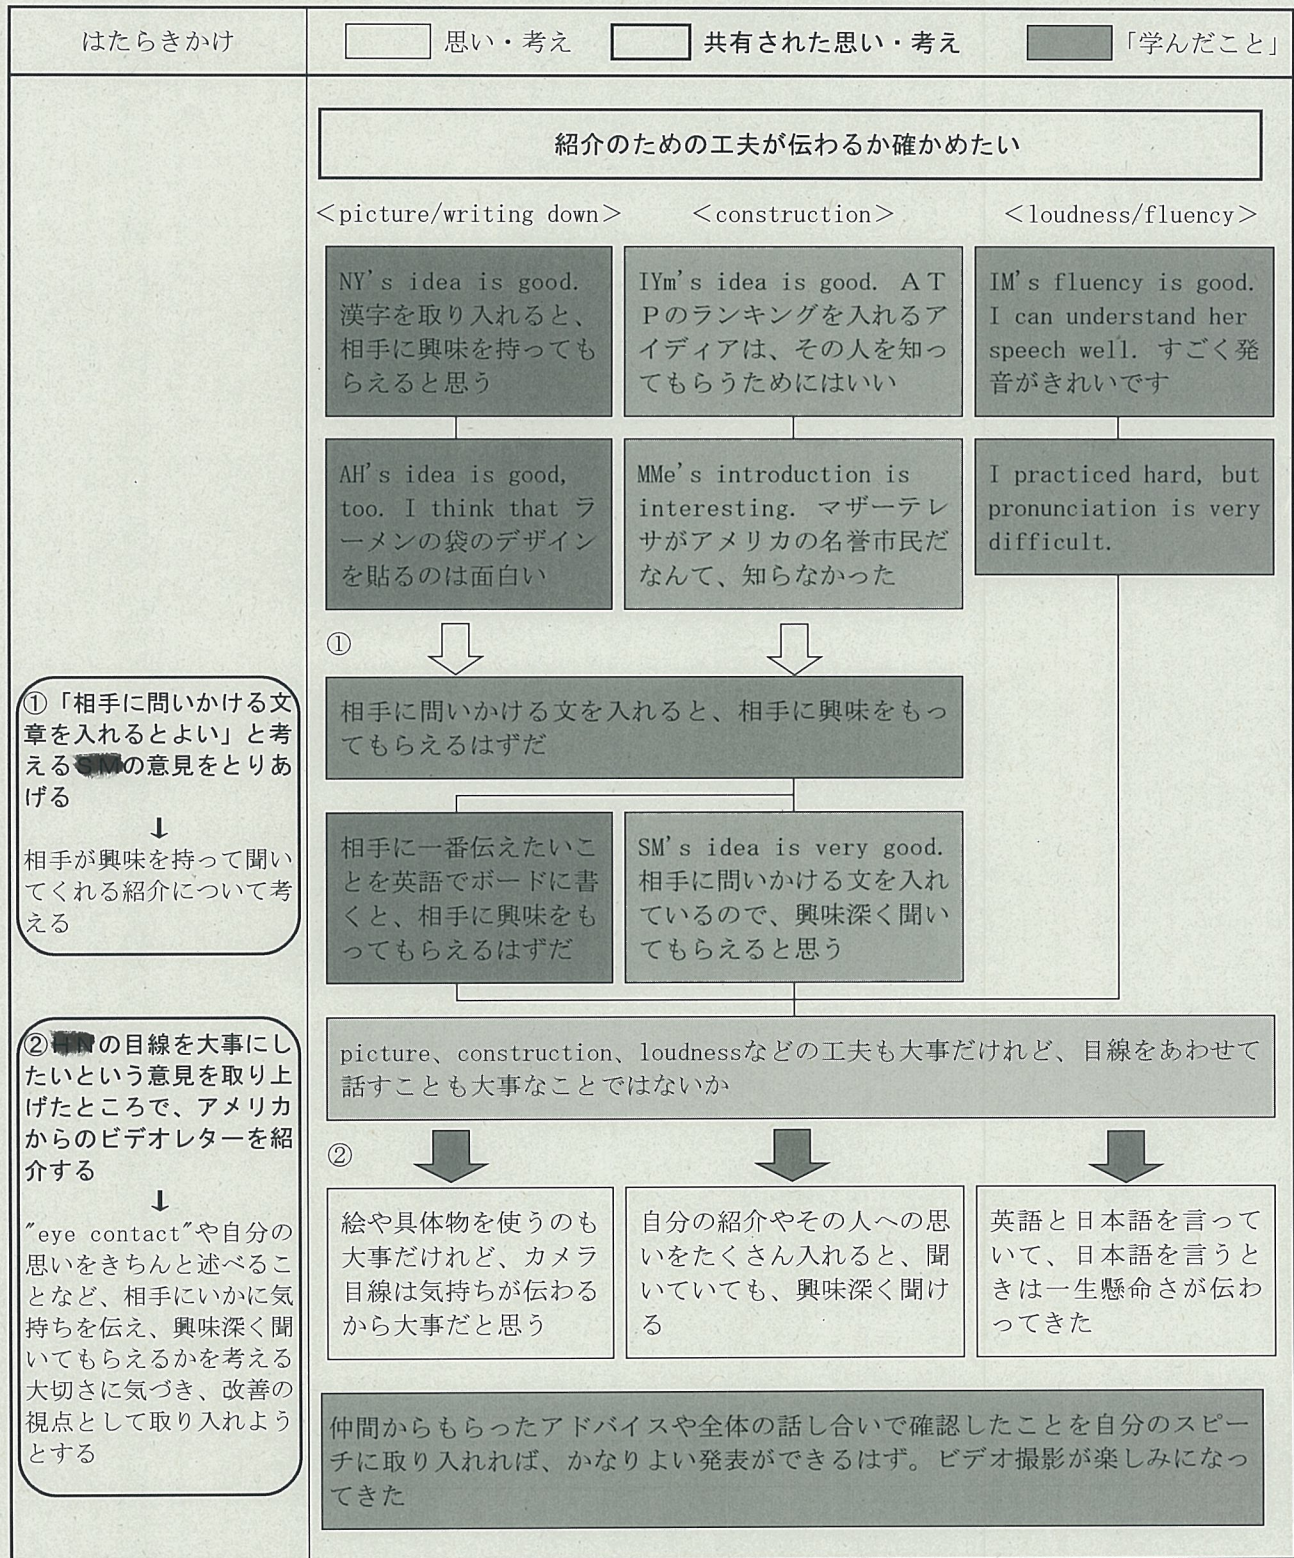 はたらきかけ
思い・考え
共有された思い・考え
「学んだこと」
紹介のための工夫が伝わるか確かめたい
＜picture/writing down＞
＜construction＞
＜loudness/fluency＞
NY's idea is good.
漢字を取り入れると、
相手に興味を持っても
らえると思う
IYm's idea is good. ＡＴ
Ｐのランキングを入れるア
イディアは、その人を知っ
てもらうためにはいい
IM's fluency is good.
I can understand her
speech well. すごく発
音がきれいです
AH's idea is good,
too. I think that ラ
ーメンの袋のデザイン
を貼るのは面白い
MMe's introduction is
interesting. マザーテレ
サがアメリカの名誉市民だ
なんて、知らなかった
I practiced hard, but
pronunciation is very
difficult.
①
相手に問いかける文を入れると、相手に興味をもっ
てもらえるはずだ
①「相手に問いかける文
章を入れるとよい」と考
えるの意見をとりあ
げる
↓
相手が興味を持って聞い
てくれる紹介について考
える
相手に一番伝えたいこ
とを英語でボードに書
くと、相手に興味をも
ってもらえるはずだ
SM's idea is very good.
相手に問いかける文を入れ
ているので、興味深く聞い
てもらえると思う
picture、construction、loudnessなどの工夫も大事だけれど、目線をあわせて
話すことも大事なことではないか
②の目線を大事にし
たいという意見を取り上
げたところで、アメリカ
からのビデオレターを紹
介する
↓
"eye contact"や自分の
思いをきちんと述べるこ
となど、相手にいかに気
持ちを伝え、興味深く聞
いてもらえるかを考える
大切さに気づき、改善の
視点として取り入れよう
とする
②
絵や具体物を使うのも
大事だけれど、カメラ
目線は気持ちが伝わる
から大事だと思う
自分の紹介やその人への思
いをたくさん入れると、聞
いていても、興味深く聞け
る
英語と日本語を言って
いて、日本語を言うと
きは一生懸命さが伝わ
ってきた
仲間からもらったアドバイスや全体の話し合いで確認したことを自分のスピー
チに取り入れれば、かなりよい発表ができるはず。ビデオ撮影が楽しみになっ
てきた